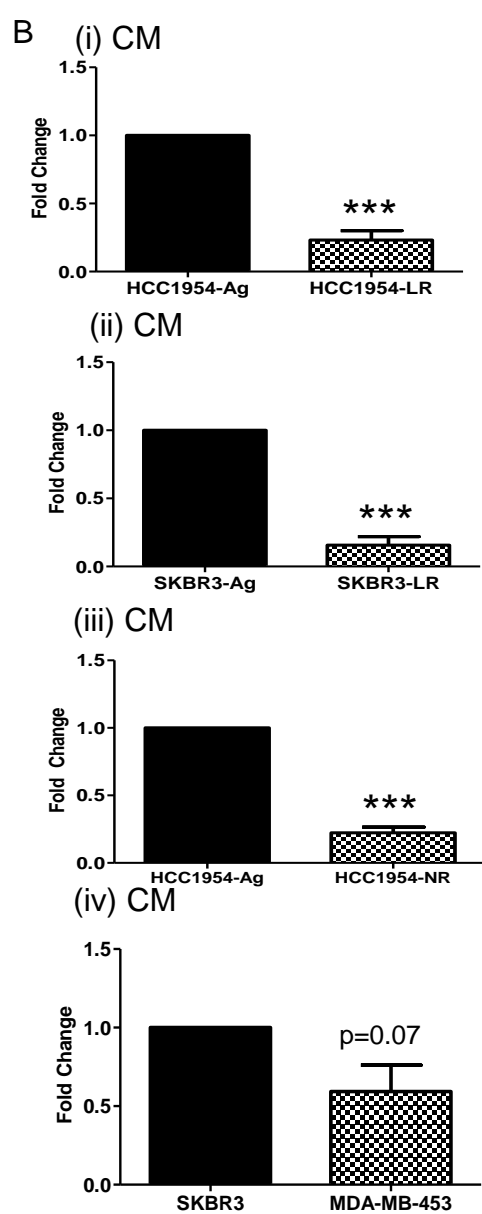 B
(i) CM
Fold Change
1.5
1.0
0.5
0.0
***
HCC1954-Ag HCC1954-LR
(ii) CM
Fold Change
1.5
1.0
0.5
0.0
***
SKBR3-Ag SKBR3-LR
(iii) CM
Fold Change
1.5
1.0
0.5
0.0
***
HCC1954-Ag HCC1954-NR
(iv) CM
Fold Change
1.5
1.0
0.5
0.0
p=0.07
SKBR3 MDA-MB-453